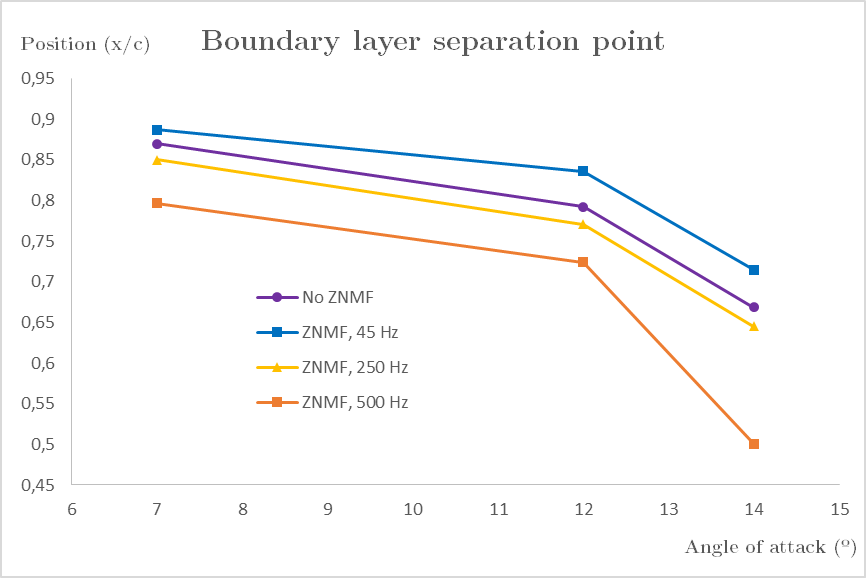 Boundary layer separation point
Position (x/c)
0,95
0,9
0,85
0,8
0,75
0,7
0,65
0,6
0,55
0,5
0,45
No ZNMF
ZNMF, 45 Hz
ZNMF, 250 Hz
ZNMF, 500 Hz
6 7 8 9 10 11 12 13 14 15
Angle of attack (º)